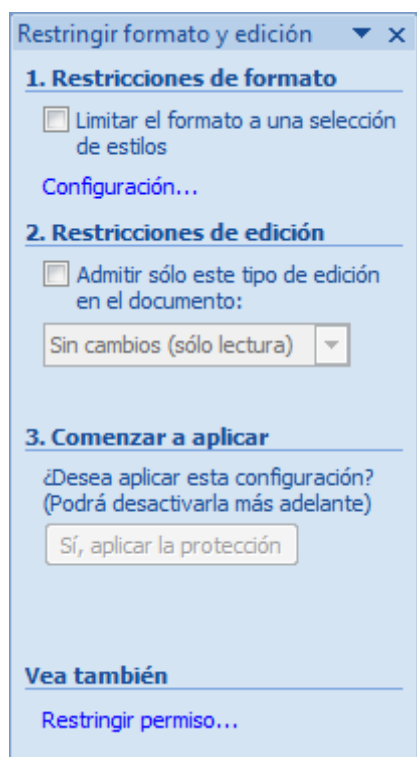 Restringir formato y edición
1. Restricciones de formato
Limitar el formato a una selección
de estilos
Configuración...
2. Restricciones de edición
Admitir sólo este tipo de edición
en el documento:
Sin cambios (sólo lectura)
3. Comenzar a aplicar
¿Desea aplicar esta configuración?
(Podrá desactivarla más adelante)
Sí, aplicar la protección
Vea también
Restringir permiso...